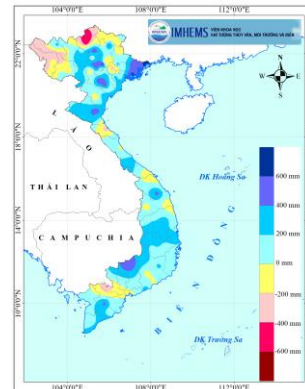 104°0'0"E 108°0'0"E 112°0'0"E
IMHEMS VIỆN KHOA HỌC
KHÍ TƯỢNG THỦY VĂN, MÔI TRƯỜNG VÀ BIỂN
22°0'0"N
N
W E
S
18°0'0"N
LÀO
THÁI LAN
ĐK Hoàng Sa
14°0'0"N
CAMPUCHIA
BIỂN ĐÔNG
10°0'0"N
ĐK Trường Sa
600 mm
400 mm
200 mm
0 mm
-200 mm
-400 mm
-600 mm
104°0'0"E 108°0'0"E 112°0'0"E